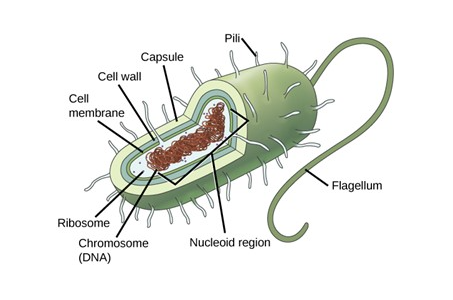 Pili
Capsule
Cell wall
Cell
membrane
Flagellum
Ribosome
Chromosome
(DNA)
Nucleoid region